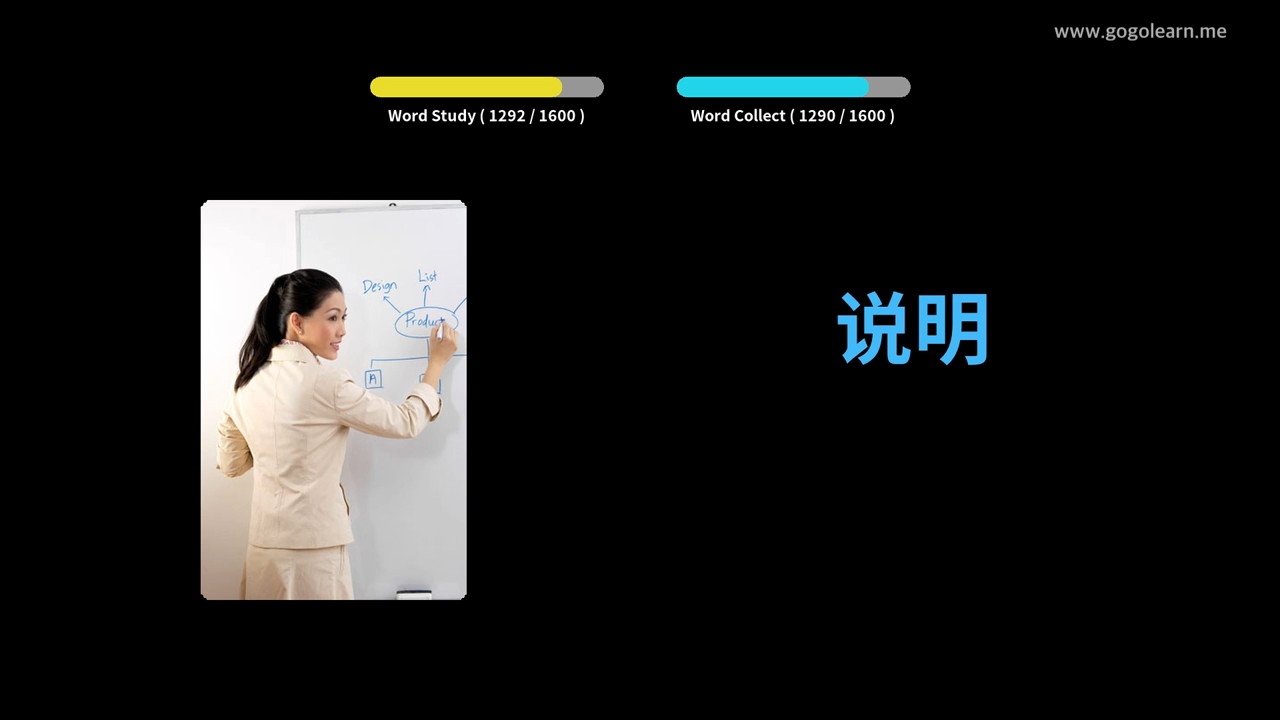 www.gogolearn.me
Word Study ( 1292 / 1600 )
Word Collect ( 1290 / 1600 )
List
Design
Product
说明
A